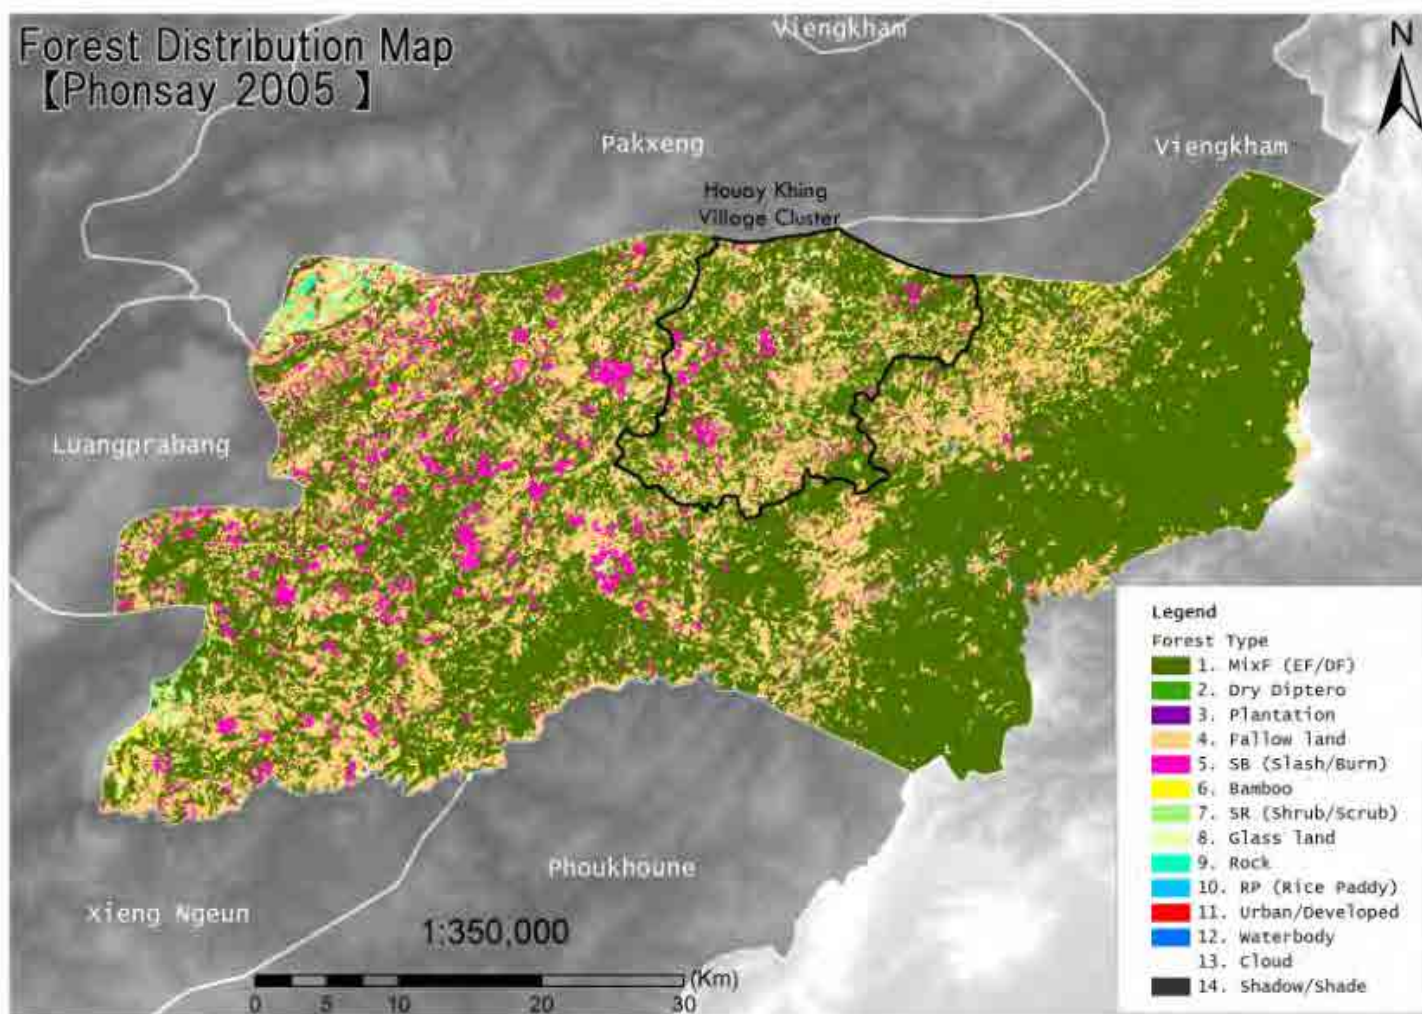 Forest Distribution Map
【Phonsay 2005 】
Viengkham
N
Pakxeng
Viengkham
Houay Khing
Village Cluster
Luangprabang
Legend
Forest Type
1. MixF (EF/DF)
2. Dry Diptero
3. Plantation
4. Fallow land
5. SB (Slash/Burn)
6. Bamboo
7. SR (Shrub/Scrub)
8. Glass land
9. Rock
10. RP (Rice Paddy)
11. Urban/Developed
12. Waterbody
13. Cloud
14. Shadow/Shade
Phoukhoune
Xieng Ngeun
1:350,000
(Km)
0 5 10 20 30